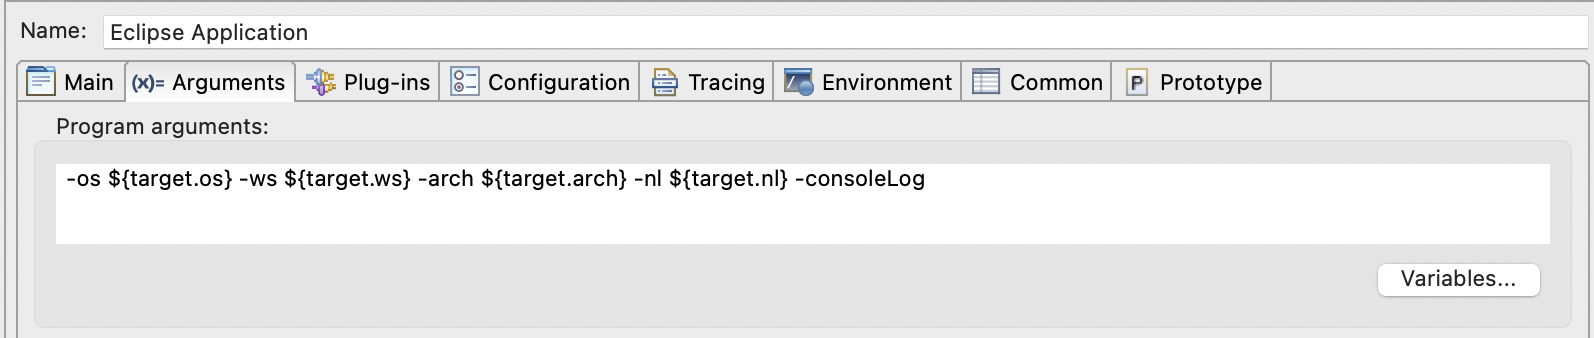 Name: Eclipse Application
Main (x)= Arguments Plug-ins Configuration Tracing Environment Common P Prototype
Program arguments:
-os ${target.os} -ws ${target.ws} -arch ${target.arch} -nl ${target.nl} -consoleLog
Variables...